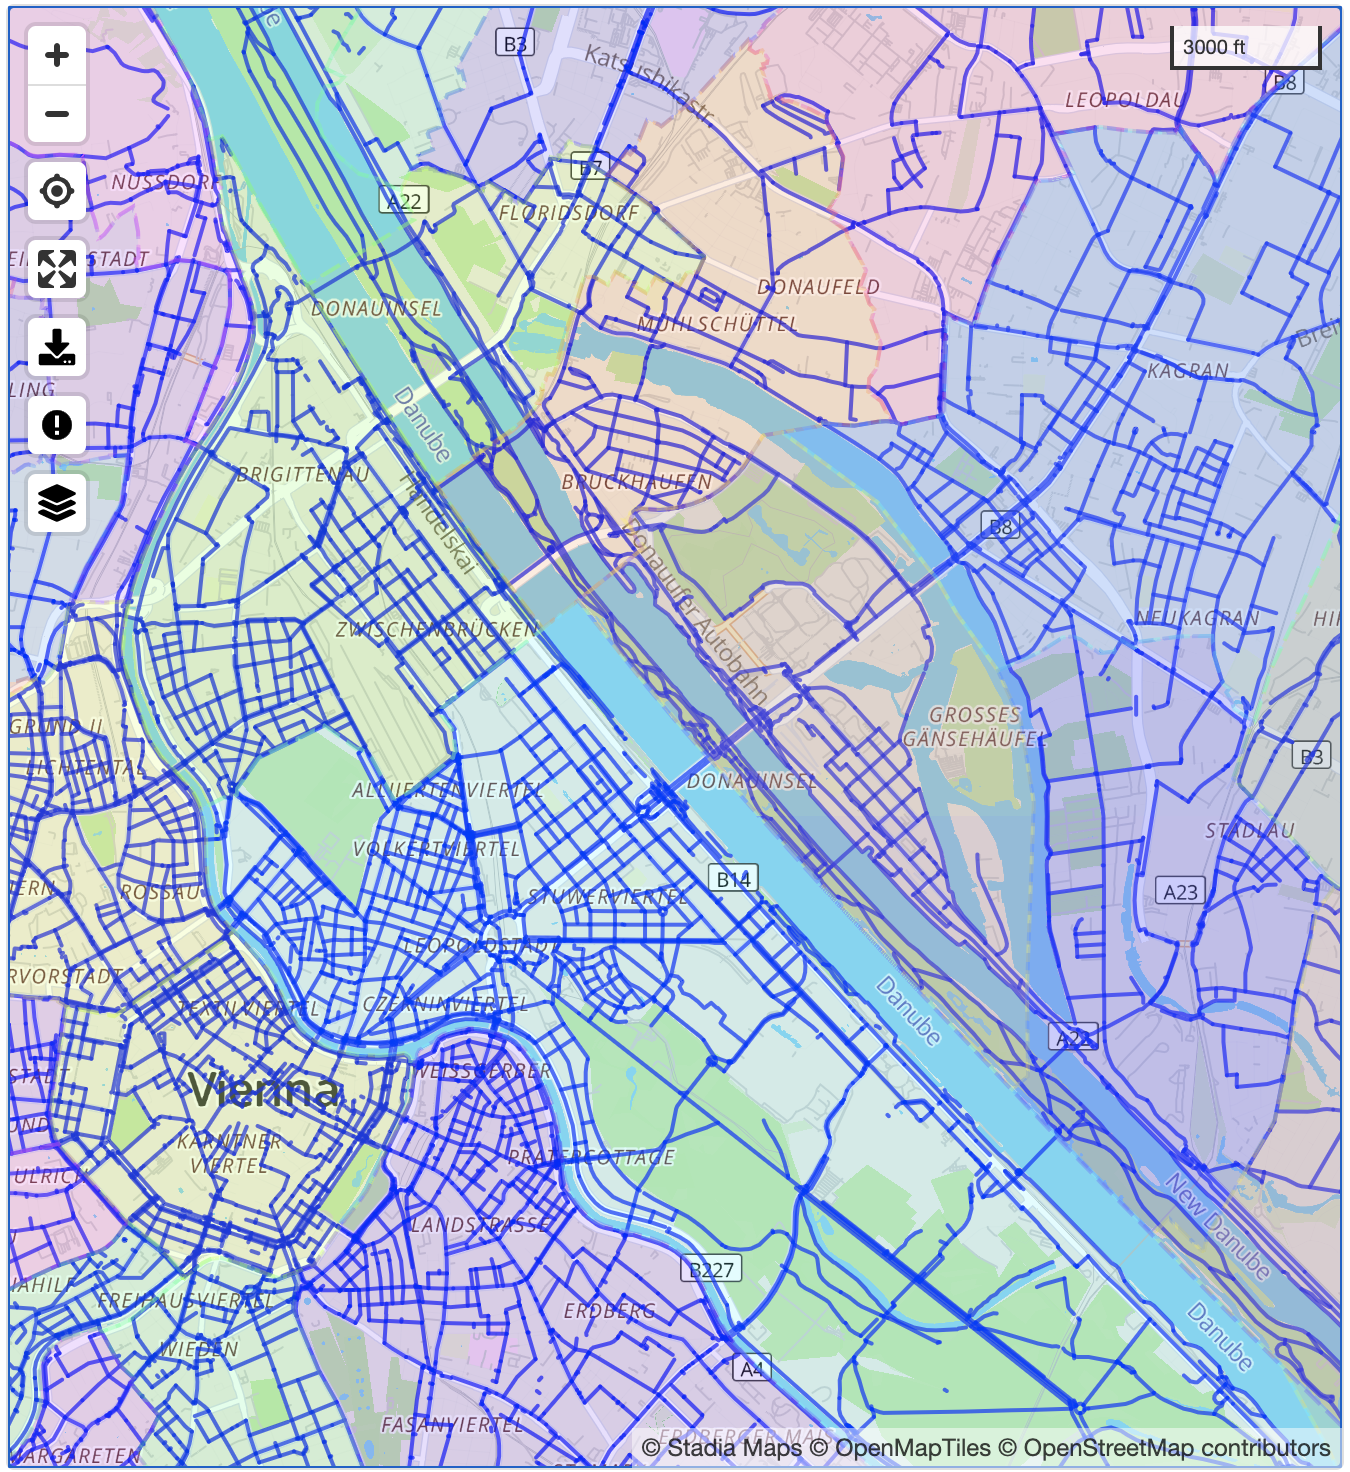 B3
Katsushikastr.
3000 ft
B8
LEOPOLDAU
B7
NUSSDORF
A22
FLORIDSDORF
STADT
DONAUINSEL
DONAUFELD
MÜHLSCHÜTTEL
KAGRAN
LING
Danube
BRIGITTENAU
BRUCKHAUFEN
Handelskai
B8
Donauufer Autobahn
ZWISCHENBRÜCKEN
NEUKAGRAN
GROSSES
GÄNSEHÄUFEL
GRUND II
LICHTENTAL
B3
DONAUINSEL
ALLIIERTENVIERTEL
STADLAU
VOLKERTVIERTEL
B14
A23
ROSSAU
STUWERVIERTEL
LEOPOLDSTADT
RVORSTADT
TEXTILVIERTEL
CZERNINVIERTEL
Danube
A22
WEISSGERBER
Vienna
KÄRNTNER
VIERTEL
PRATERCOTTAGE
ULRICH
LANDSTRASSE
New Danube
B227
FREIHAUSVIERTEL
ERDBERG
WIEDEN
Danube
A4
FASANVIERTEL
ERDBERGER MAIS
MARGARETEN
© Stadia Maps © OpenMapTiles © OpenStreetMap contributors